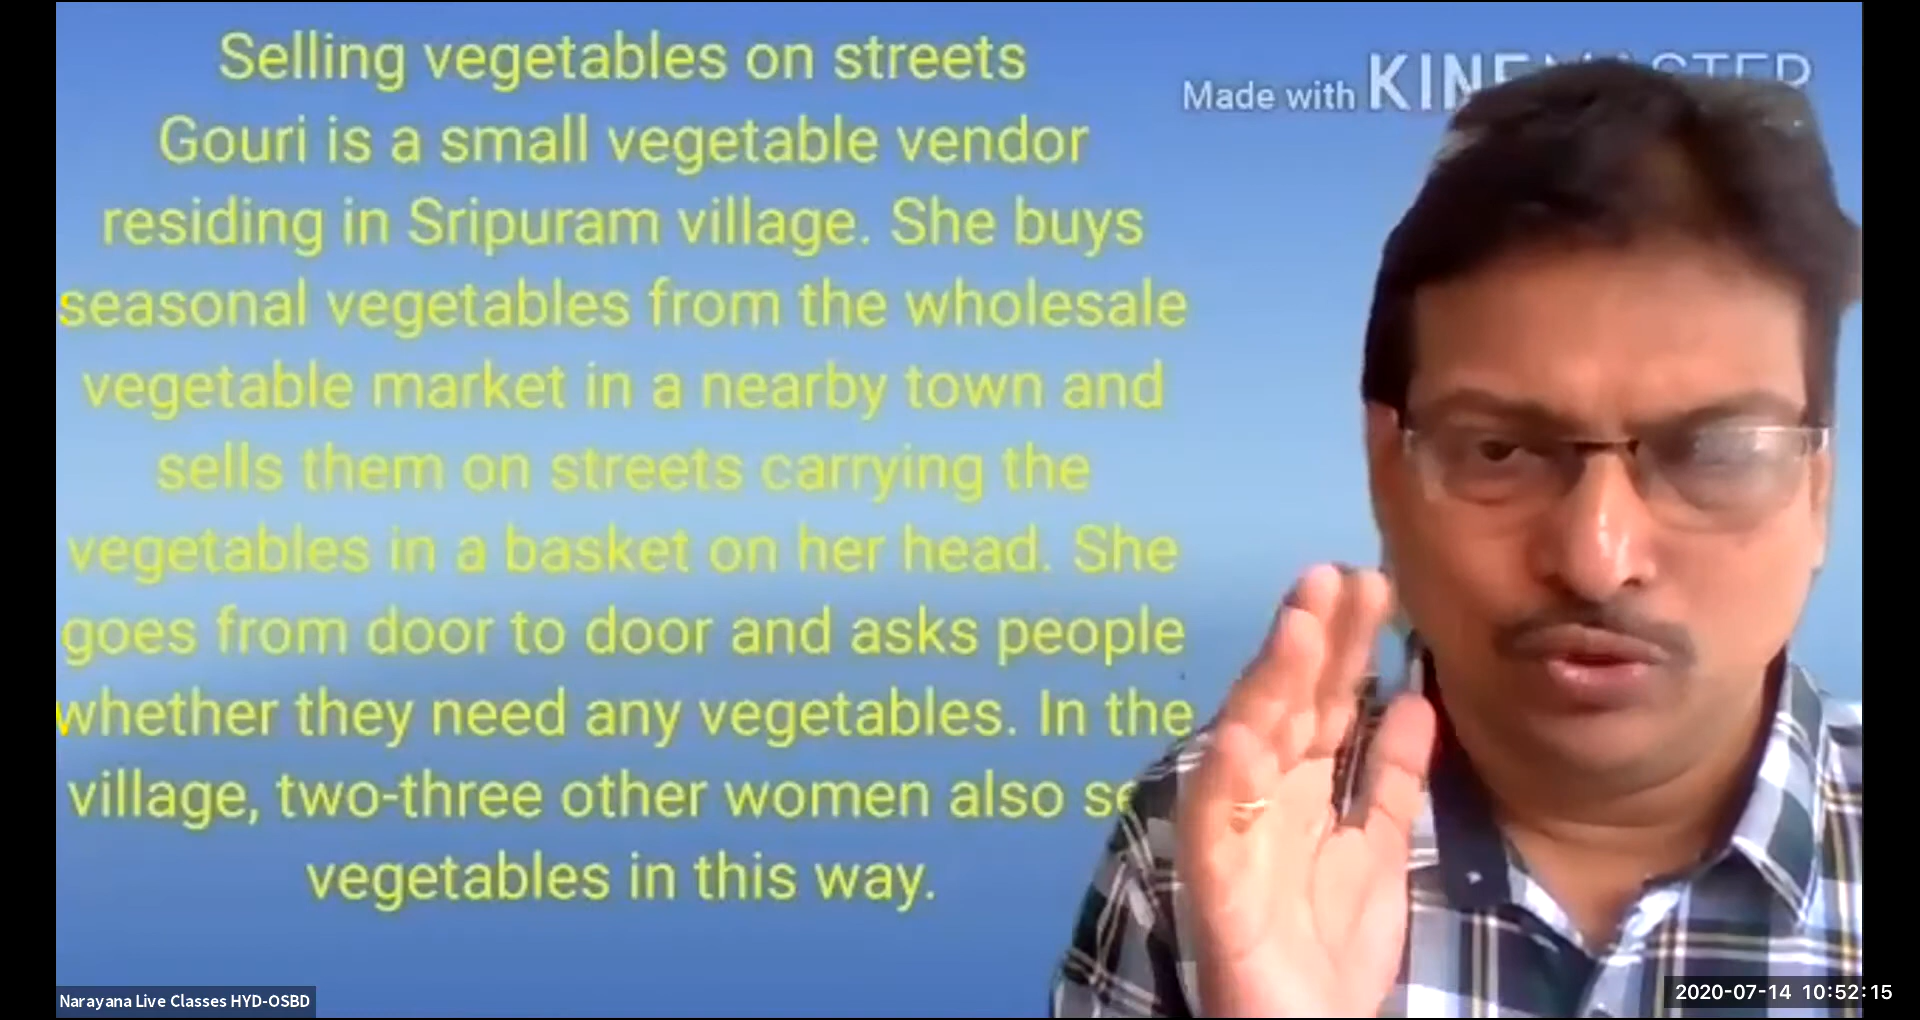 Selling vegetables on streets
Gouri is a small vegetable vendor
residing in Sripuram village. She buys
seasonal vegetables from the wholesale
vegetable market in a nearby town and
sells them on streets carrying the
vegetables in a basket on her head. She
goes from door to door and asks people
whether they need any vegetables. In the
village, two-three other women also
vegetables in this way.
Made with KINEMASTER
Narayana Live Classes HYD-OSBD
2020-07-14 10:52:15